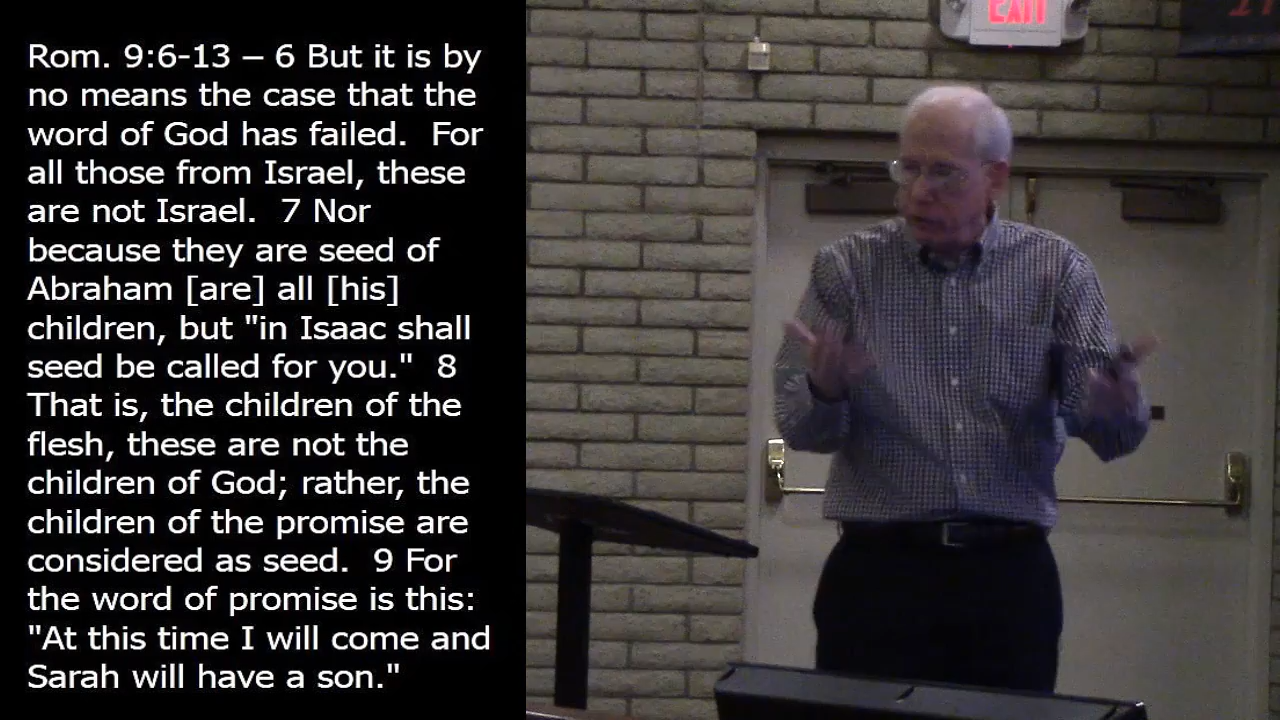 Rom. 9:6-13 – 6 But it is by
no means the case that the
word of God has failed.  For
all those from Israel, these
are not Israel.  7 Nor
because they are seed of
Abraham [are] all [his]
children, but "in Isaac shall
seed be called for you."  8
That is, the children of the
flesh, these are not the
children of God; rather, the
children of the promise are
considered as seed.  9 For
the word of promise is this:
"At this time I will come and
Sarah will have a son."
EXIT